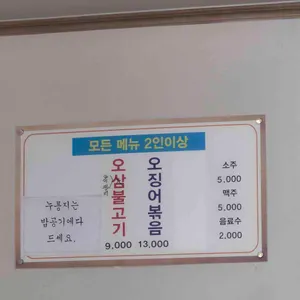 모든 메뉴 2인이상
오삼불고기
9,000
오징어볶음
13,000
소주
5,000
맥주
5,000
음료수
2,000
누룽지는
밥공기에다
드세요.